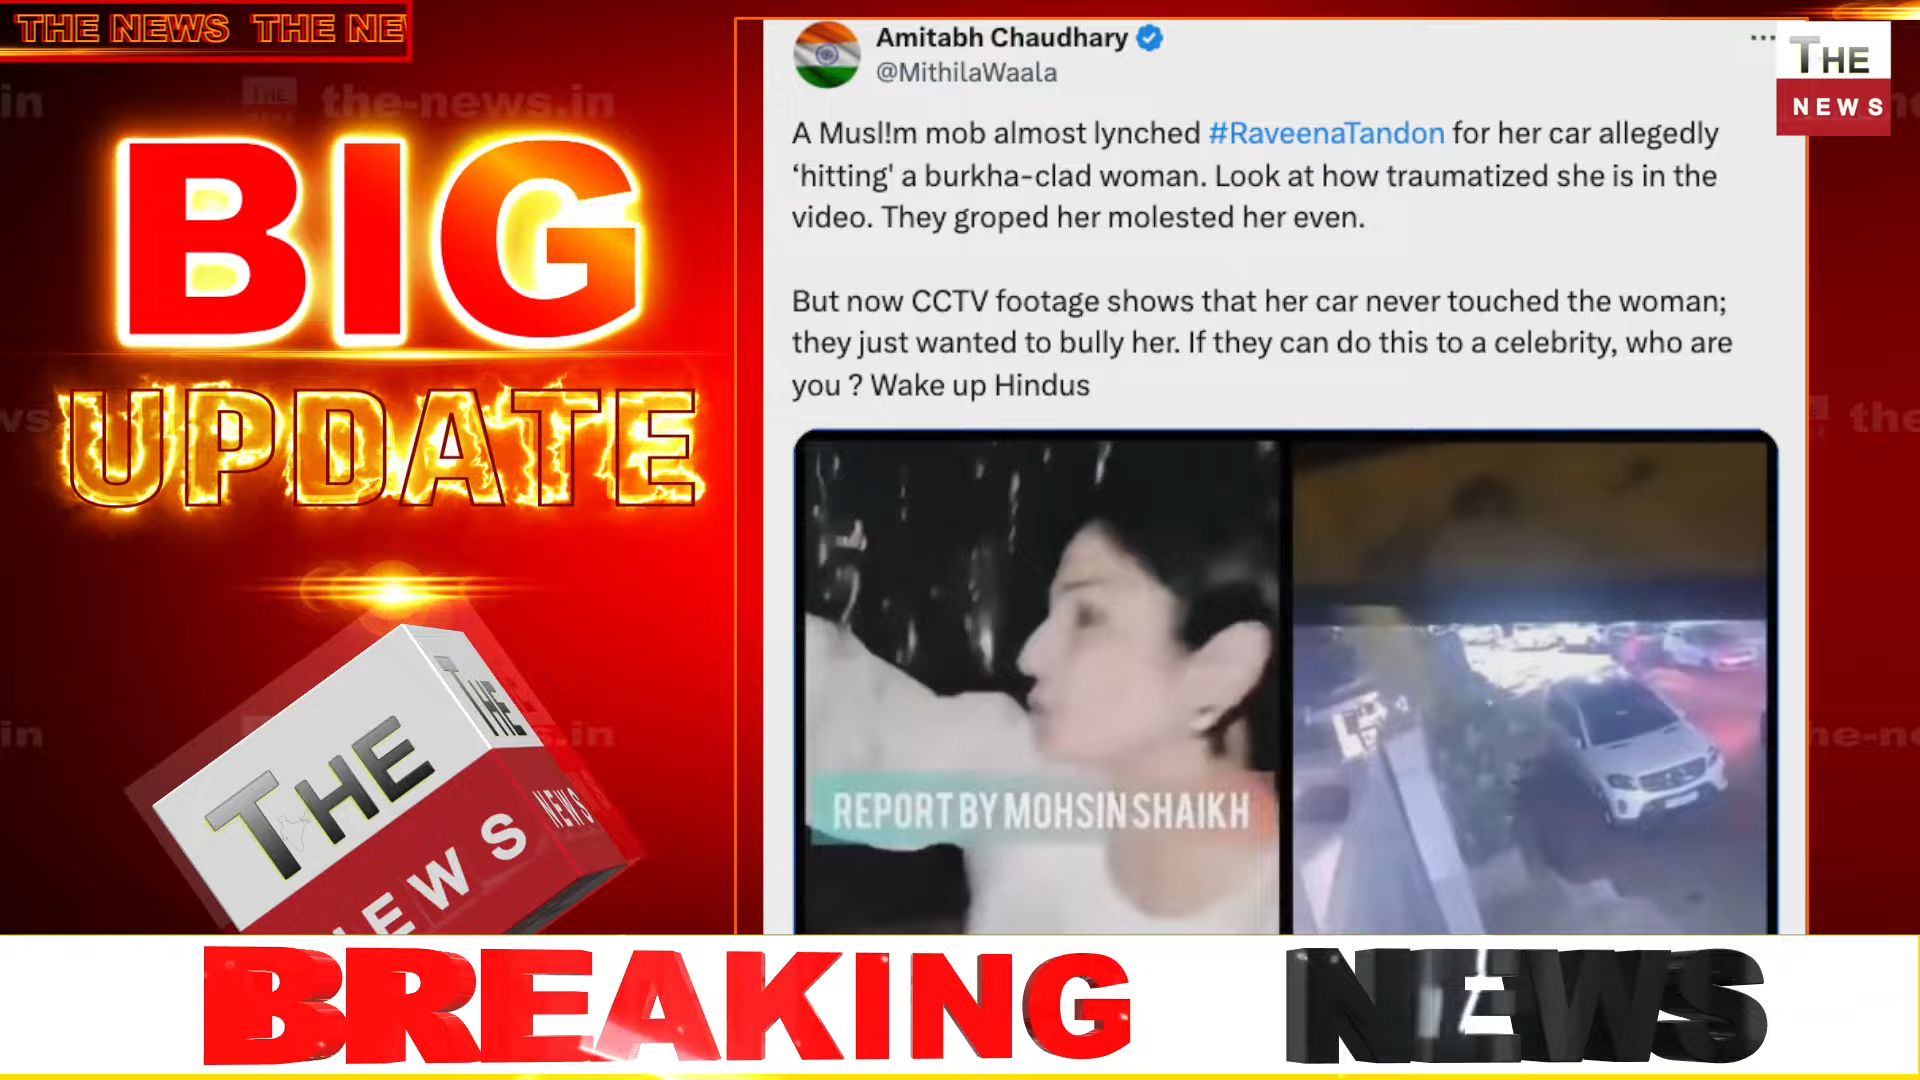 THE NEWS THE NE
THE
NEWS
in
the-news.in
BIG
UPDATE
Amitabh Chaudhary
@MithilaWaala
A Musl!m mob almost lynched #RaveenaTandon for her car allegedly
‘hitting' a burkha-clad woman. Look at how traumatized she is in the
video. They groped her molested her even.
But now CCTV footage shows that her car never touched the woman;
they just wanted to bully her. If they can do this to a celebrity, who are
you ? Wake up Hindus
REPORT BY MOHSIN SHAIKH
THE
NEWS
THE
NEWS
BREAKING NEWS